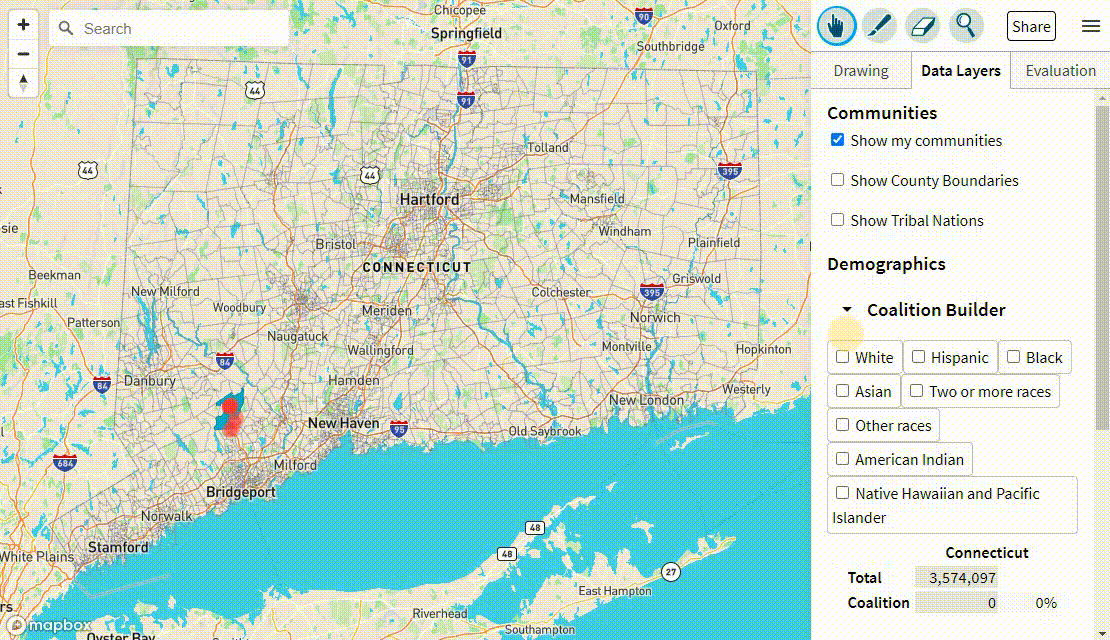 Chicopee
90
Oxford
Search
Springfield
Southbridge
91
44
91
Tolland
44
44
395
Hartford
Mansfield
sie
Windham
Bristol
Plainfield
CONNECTICUT
Beekman
Griswold
New Milford
Colchester
395
ast Fishkill
Woodbury
Meriden
Norwich
Patterson
Naugatuck
Wallingford
Montville
Hopkinton
84
84
Danbury
Hamden
Westerly
New London
New Haven
95
Old Saybrook
684
Milford
Bridgeport
Norwalk
48
Stamford
48
White Plains
27
East Hampton
rs
Riverhead
mapbox
Southampton
Oyster Bay
Share
Drawing
Data Layers
Evaluation
Communities
Show my communities
Show County Boundaries
Show Tribal Nations
Demographics
Coalition Builder
White
Hispanic
Black
Asian
Two or more races
Other races
American Indian
Native Hawaiian and Pacific
Islander
Connecticut
Total 3,574,097
Coalition 0 0%